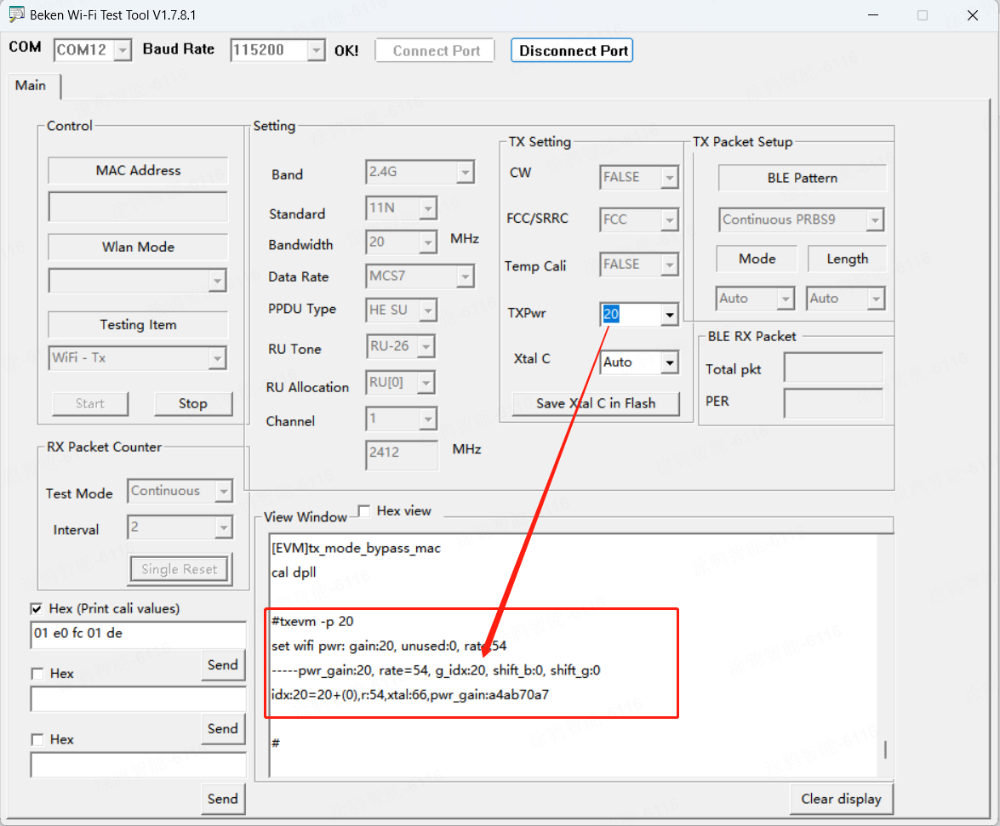 Beken Wi-Fi Test Tool V1.7.8.1
COM COM12 Baud Rate 115200 OK! Connect Port Disconnect Port
Main
Control
MAC Address
Wlan Mode
Testing Item
WiFi - Tx
Start Stop
Setting
Band 2.4G
Standard 11N
Bandwidth 20 MHz
Data Rate MCS7
PPDU Type HE SU
RU Tone RU-26
RU Allocation RU[0]
Channel 1
2412 MHz
TX Setting
CW FALSE
FCC/SRRC FCC
Temp Cali FALSE
TXPwr 20
Xtal C Auto
Save Xtal C in Flash
TX Packet Setup
BLE Pattern
Continuous PRBS9
Mode Length
Auto Auto
BLE RX Packet
Total pkt
PER
RX Packet Counter
Test Mode Continuous
Interval 2
Single Reset
Hex (Print cali values)
01 e0 fc 01 de
Send
Hex
Send
Hex
Send
View Window Hex view
[EVM]tx_mode_bypass_mac
cal dpll
#txevm -p 20
set wifi pwr: gain:20, unused:0, rate:54
-----pwr_gain:20, rate=54, g_idx:20, shift_b:0, shift_g:0
idx:20=20+(0),r:54,xtal:66,pwr_gain:a4ab70a7
#
Clear display